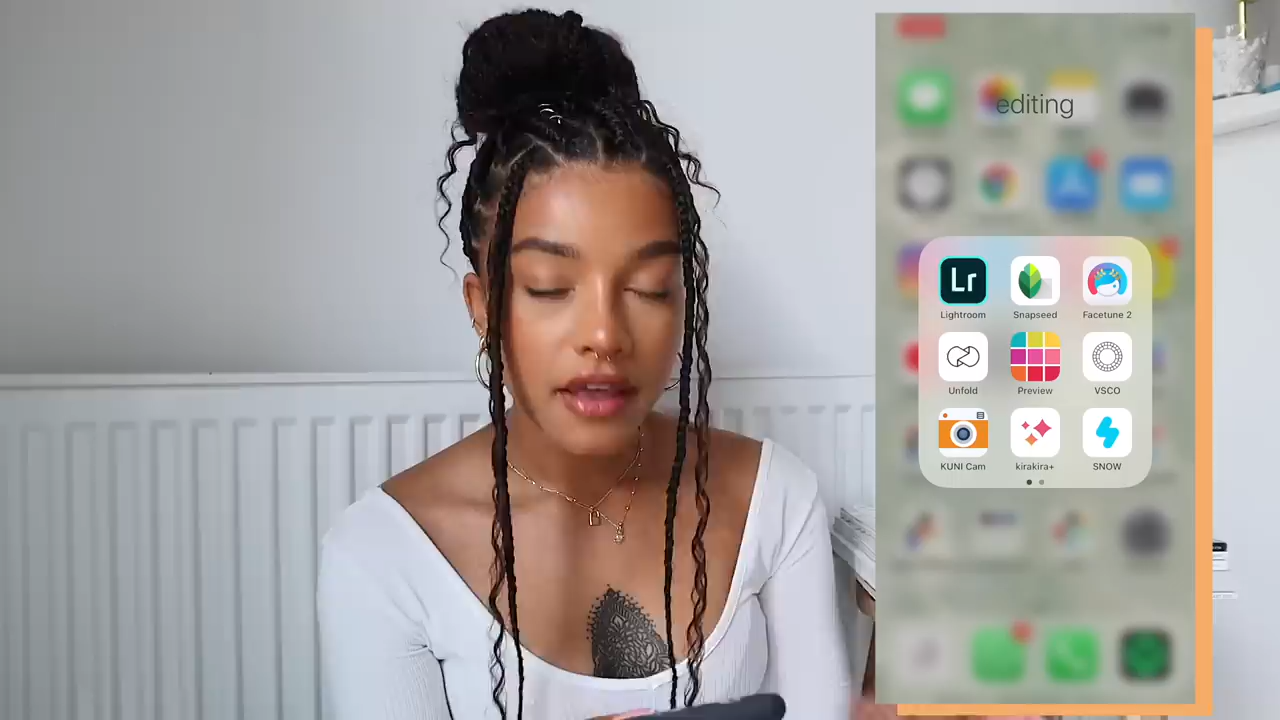 editing
Lr
Lightroom Snapseed Facetune 2
Unfold Preview VSCO
KUNI Cam kirakira+ SNOW